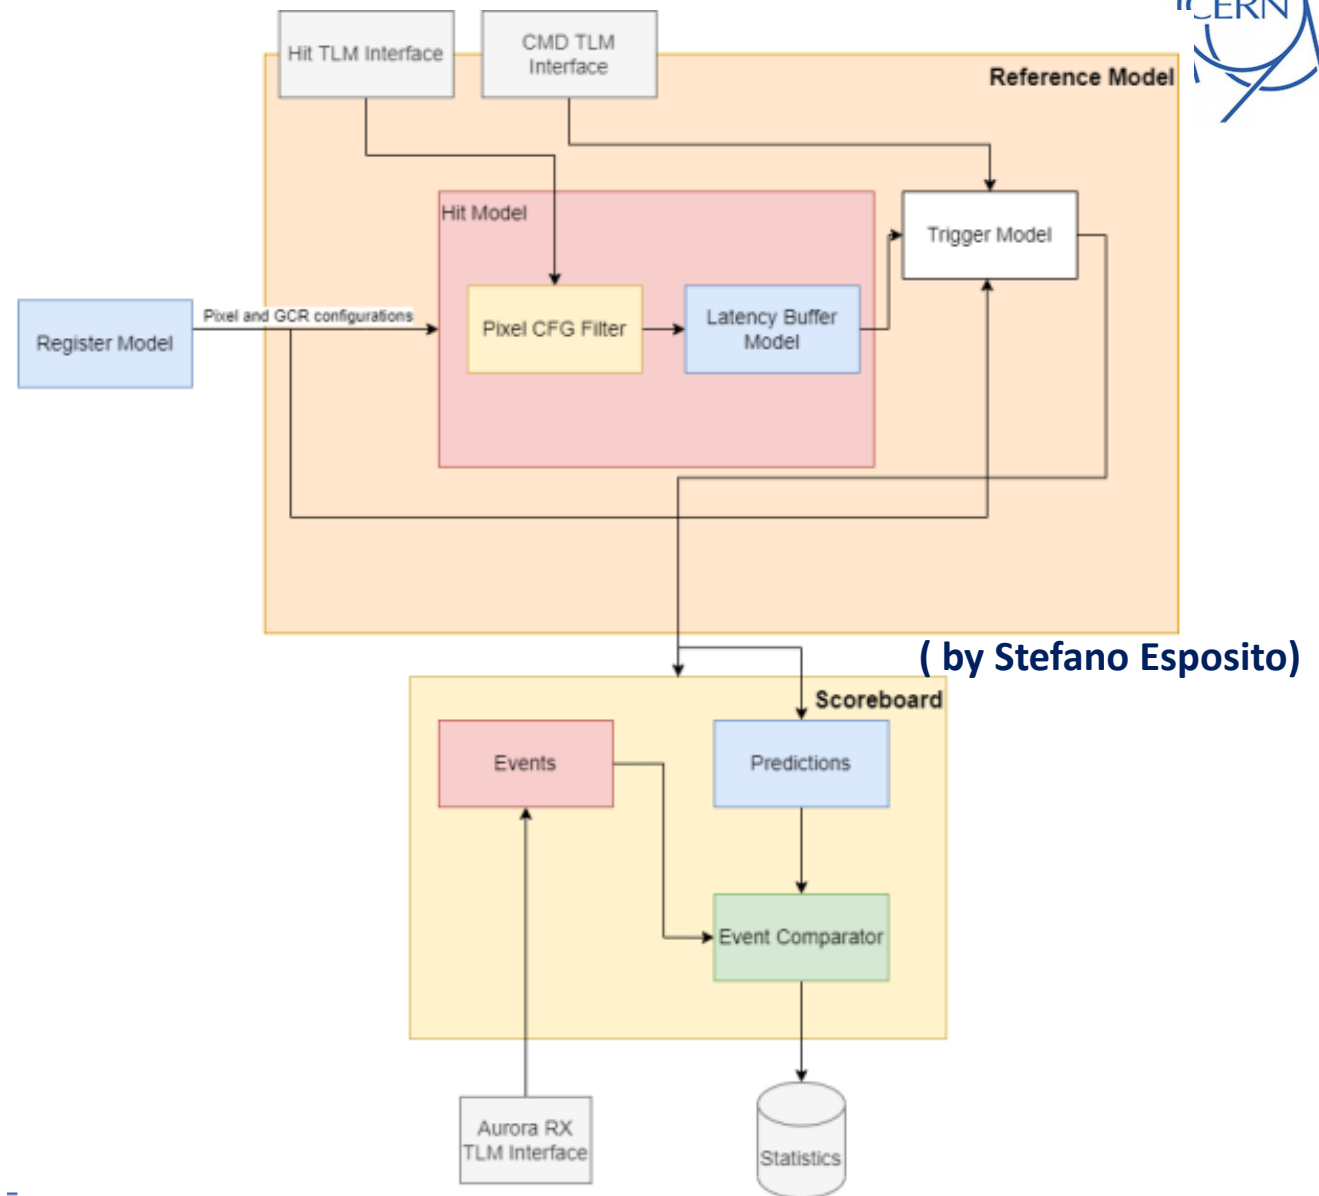 CERN
Hit TLM Interface
CMD TLM
Interface
Reference Model
Hit Model
Trigger Model
Pixel and GCR configurations
Register Model
Pixel CFG Filter
Latency Buffer
Model
( by Stefano Esposito)
Scoreboard
Events
Predictions
Event Comparator
Aurora RX
TLM Interface
Statistics